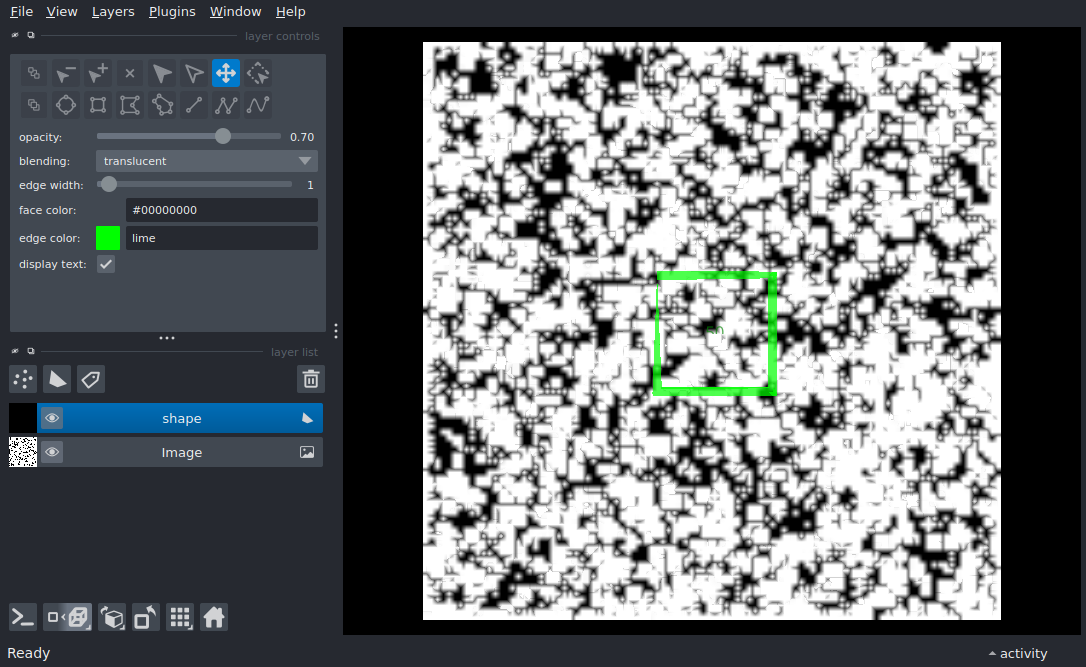 File View Layers Plugins Window Help
layer controls
opacity: 0.70
blending: translucent
edge width: 1
face color: #00000000
edge color: lime
display text:
layer list
shape
Image
Ready
activity